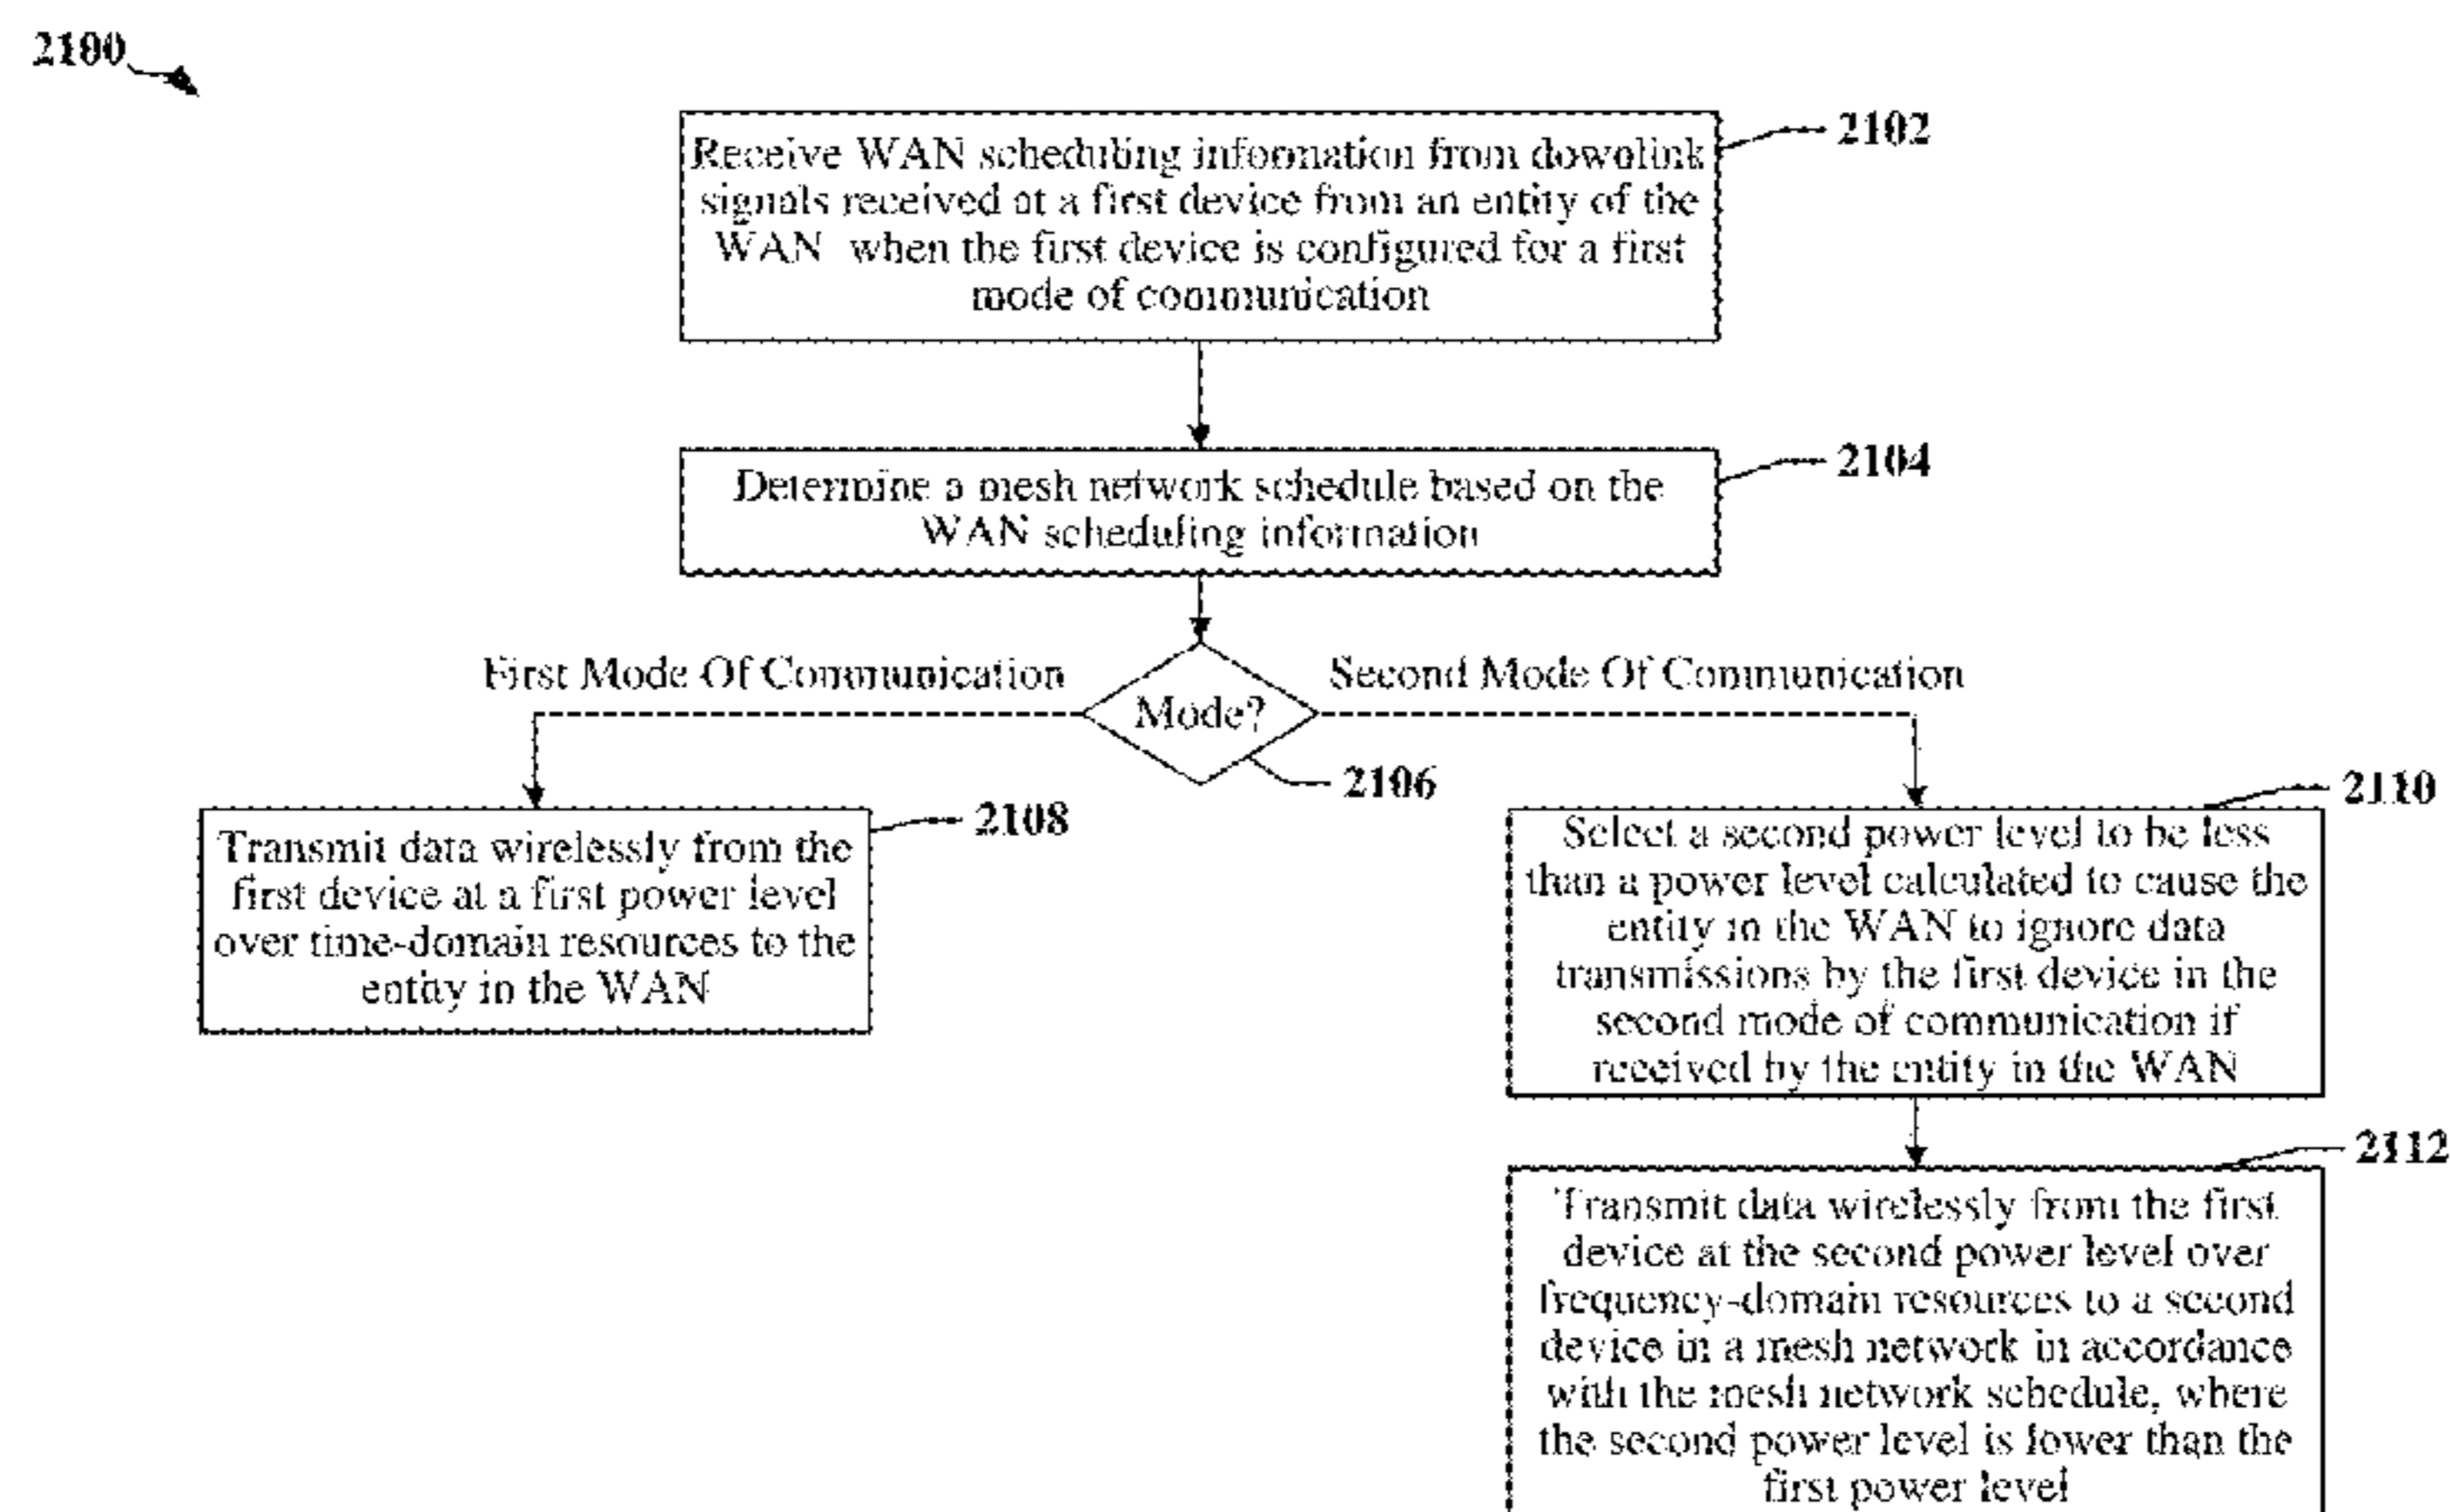 2100
Receive WAN scheduling information from downlink
signals received at a first device from an entity of the
WAN when the first device is configured for a first
mode of communication
2102
Determine a mesh network schedule based on the
WAN scheduling information
2104
First Mode Of Communication
Mode?
Second Mode Of Communication
2106
Transmit data wirelessly from the
first device at a first power level
over time-domain resources to the
entity in the WAN
2108
2110
Select a second power level to be less
than a power level calculated to cause the
entity in the WAN to ignore data
transmissions by the first device in the
second mode of communication if
received by the entity in the WAN
2112
Transmit data wirelessly from the first
device at the second power level over
frequency-domain resources to a second
device in a mesh network in accordance
with the mesh network schedule, where
the second power level is lower than the
first power level